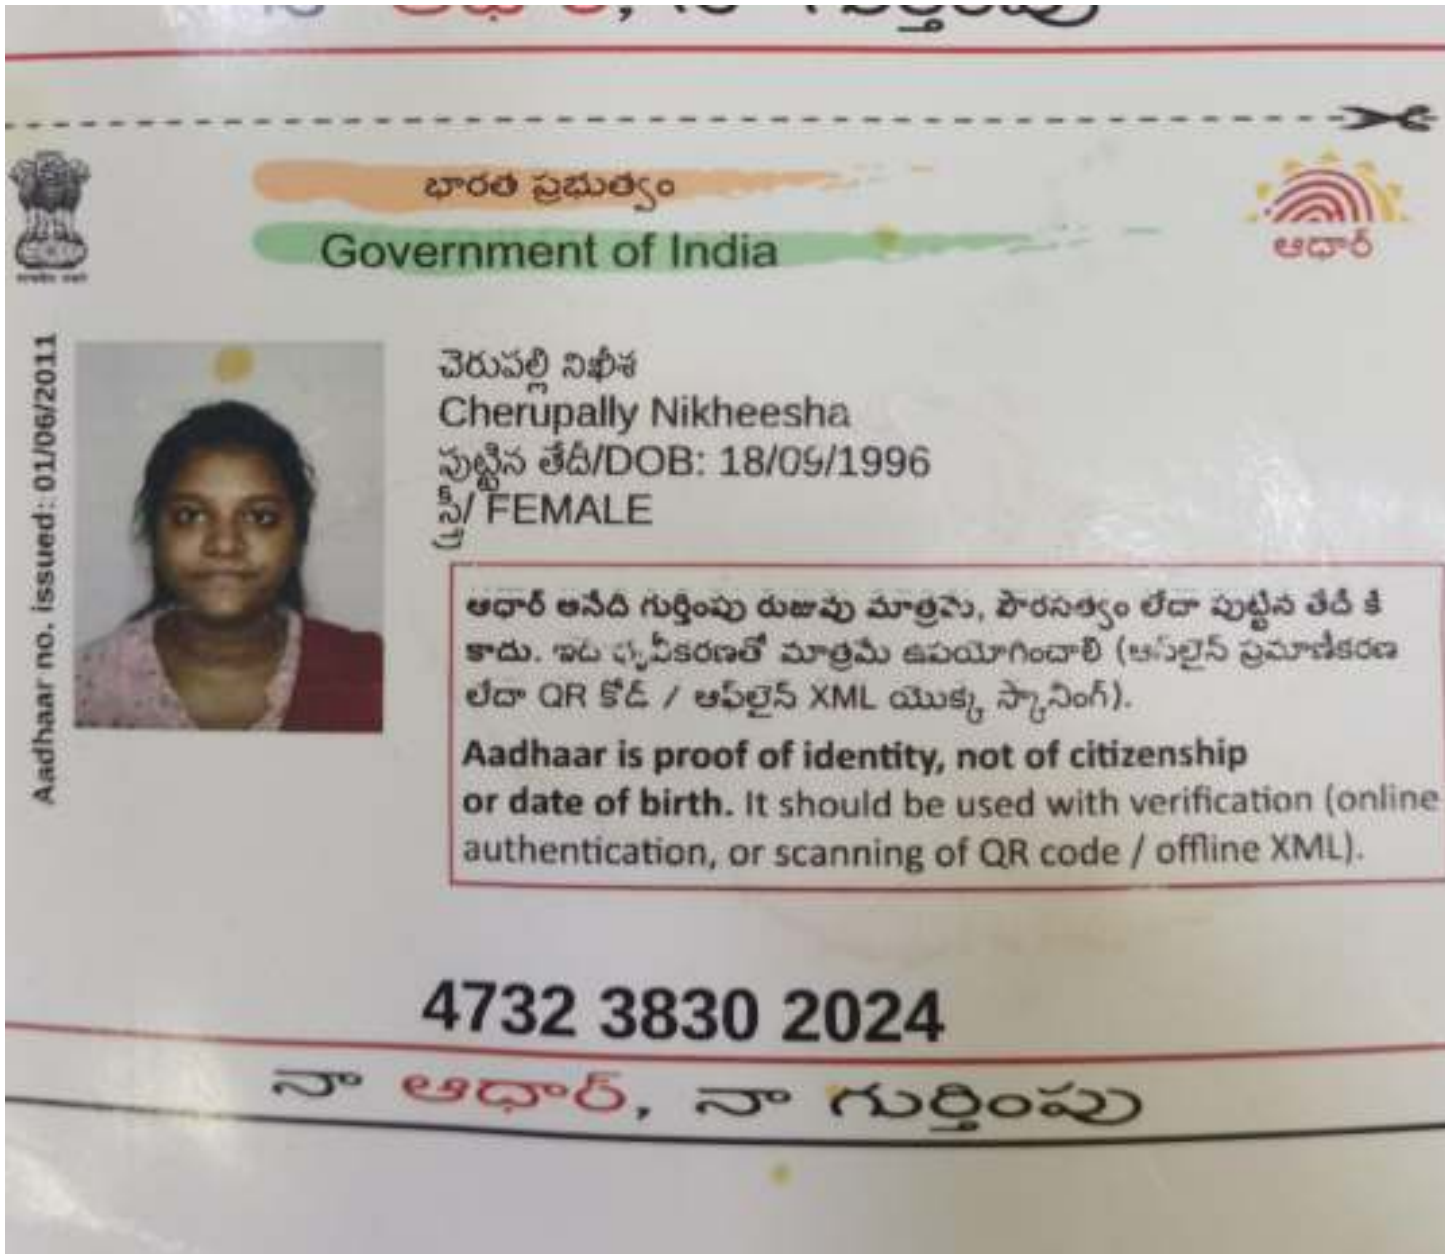 భారత ప్రభుత్వం
Government of India
ఆధార్
Aadhaar no. issued: 01/06/2011
చెరుపల్లి నిఖీశ
Cherupally Nikheesha
పుట్టిన తేదీ/DOB: 18/09/1996
స్త్రీ/ FEMALE
ఆధార్ అనేది గుర్తింపు రుజువు మాత్రమే, పౌరసత్వం లేదా పుట్టిన తేదీ కి
కాదు. మాత్రమే ఉపయోగించాలి (ఆన్‌లైన్ ప్రమాణీకరణ
లేదా QR కోడ్ / ఆఫ్‌లైన్ XML యొక్క స్కానింగ్).
Aadhaar is proof of identity, not of citizenship
or date of birth. It should be used with verification (online
authentication, or scanning of QR code / offline XML).
4732 3830 2024
నా ఆధార్, నా గుర్తింపు